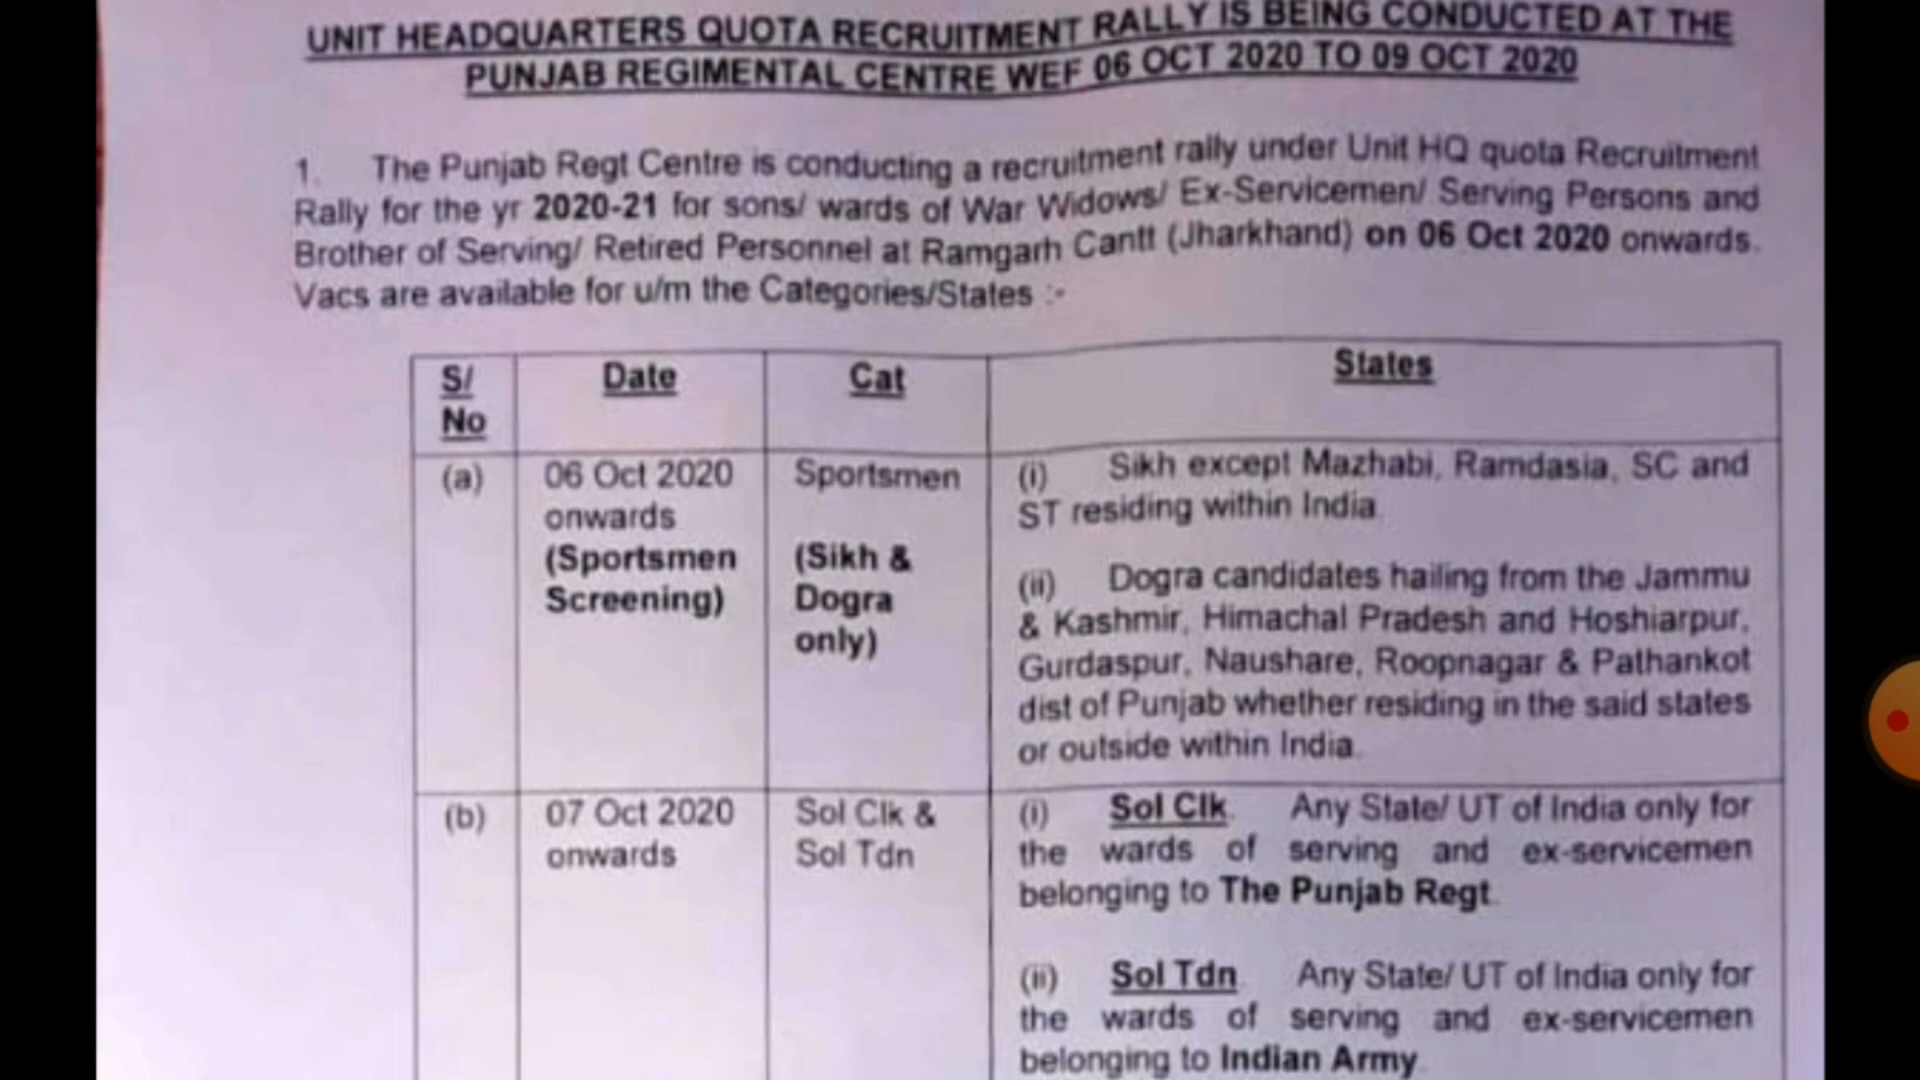 UNIT HEADQUARTERS QUOTA RECRUITMENT RALLY IS BEING CONDUCTED AT THE
PUNJAB REGIMENTAL CENTRE WEF 06 OCT 2020 TO 09 OCT 2020
1. The Punjab Regt Centre is conducting a recruitment rally under Unit HQ quota Recruitment
Rally for the yr 2020-21 for sons/ wards of War Widows/ Ex-Servicemen/ Serving Persons and
Brother of Serving/ Retired Personnel at Ramgarh Cantt (Jharkhand) on 06 Oct 2020 onwards.
Vacs are available for u/m the Categories/States :-
S/
No
Date
Cat
States
(a)
06 Oct 2020
onwards
(Sportsmen
Screening)
Sportsmen
(Sikh &
Dogra
only)
(i) Sikh except Mazhabi, Ramdasia, SC and
ST residing within India.
(ii) Dogra candidates hailing from the Jammu
& Kashmir, Himachal Pradesh and Hoshiarpur,
Gurdaspur, Naushare, Roopnagar & Pathankot
dist of Punjab whether residing in the said states
or outside within India.
(b)
07 Oct 2020
onwards
Sol Clk &
Sol Tdn
(i) Sol Clk. Any State/ UT of India only for
the wards of serving and ex-servicemen
belonging to The Punjab Regt.
(ii) Sol Tdn Any State/ UT of India only for
the wards of serving and ex-servicemen
belonging to Indian Army.